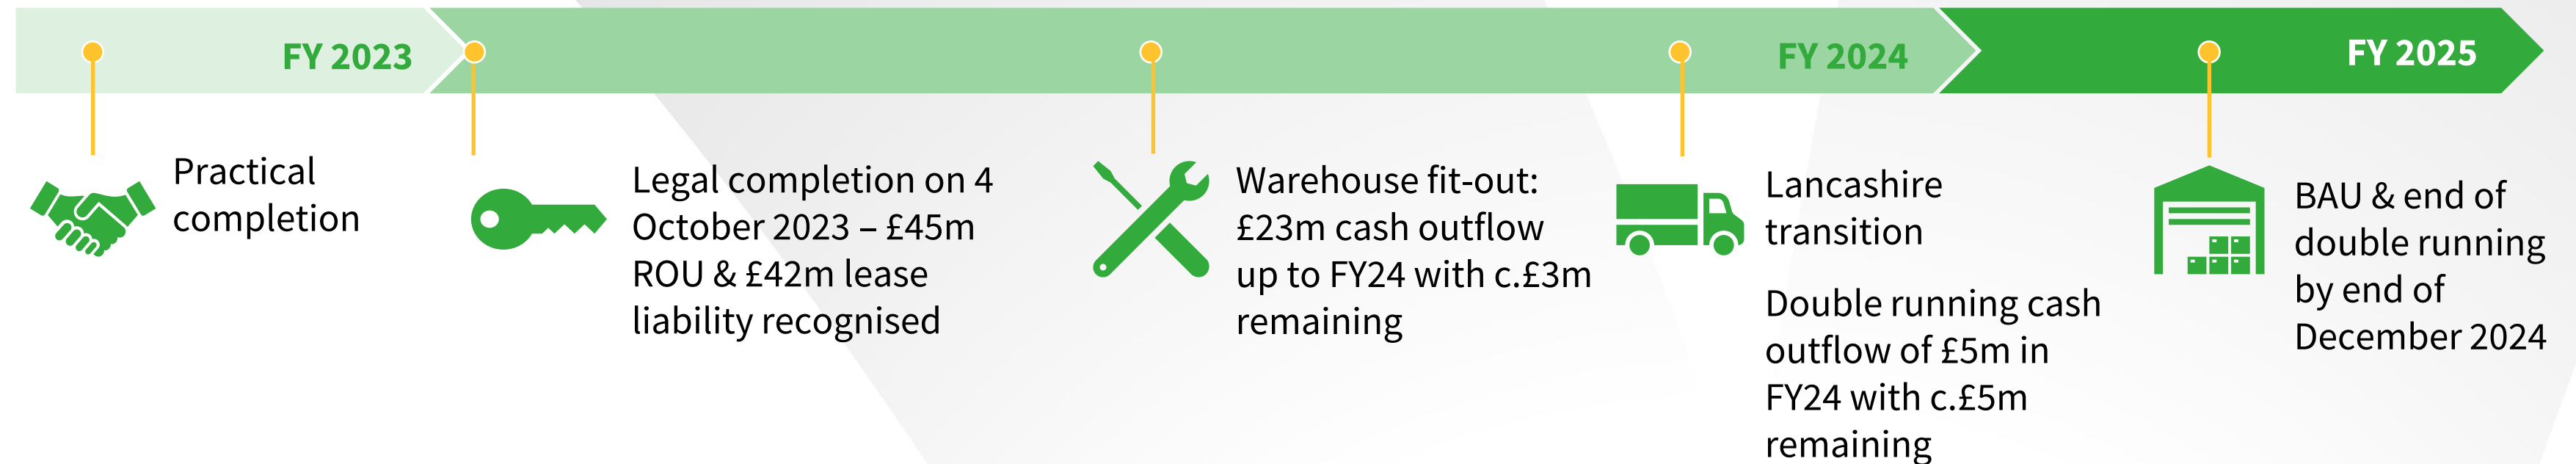 FY 2023
FY 2024
FY 2025
Practical
completion
Legal completion on 4
October 2023 – £45m
ROU & £42m lease
liability recognised
Warehouse fit-out:
£23m cash outflow
up to FY24 with c.£3m
remaining
Lancashire
transition
Double running cash
outflow of £5m in
FY24 with c.£5m
remaining
BAU & end of
double running
by end of
December 2024